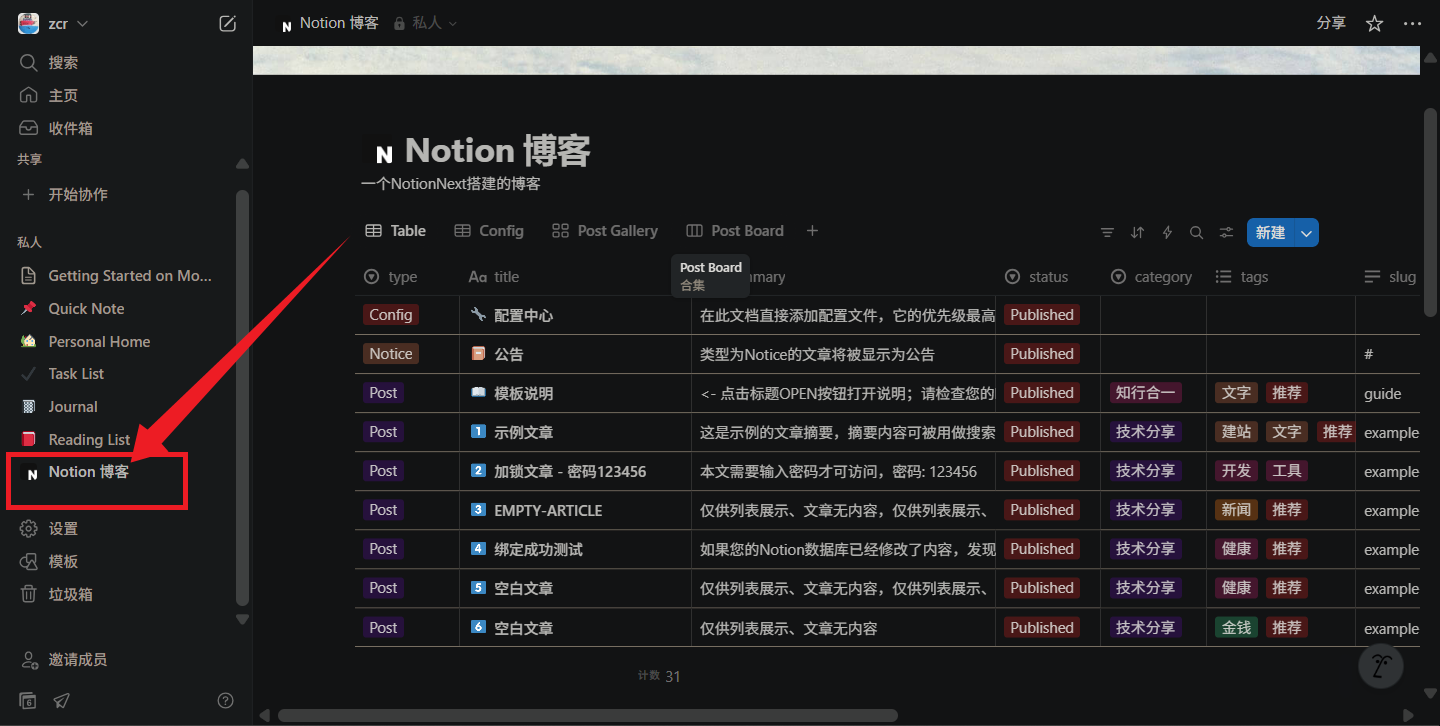 zcr
搜索
主页
收件箱
共享
开始协作
私人
Getting Started on Mo...
Quick Note
Personal Home
Task List
Journal
Reading List
Notion 博客
设置
模板
垃圾箱
邀请成员
6
Notion 博客 私人
分享
Notion 博客
一个NotionNext搭建的博客
Table Config Post Gallery Post Board
新建
Post Board
合集
type Aa title mmary status category tags slug
Config 配置中心 在此文档直接添加配置文件，它的优先级最高 Published
Notice 公告 类型为Notice的文章将被显示为公告 Published #
Post 模板说明 <- 点击标题OPEN按钮打开说明；请检查您的 Published 知行合一 文字 推荐 guide
Post 1 示例文章 这是示例的文章摘要，摘要内容可被用做搜索 Published 技术分享 建站 文字 推荐 example
Post 2 加锁文章 - 密码123456 本文需要输入密码才可访问，密码: 123456 Published 技术分享 开发 工具 example
Post 3 EMPTY-ARTICLE 仅供列表展示、文章无内容，仅供列表展示、 Published 技术分享 新闻 推荐 example
Post 4 绑定成功测试 如果您的Notion数据库已经修改了内容，发现 Published 技术分享 健康 推荐 example
Post 5 空白文章 仅供列表展示、文章无内容，仅供列表展示、 Published 技术分享 健康 推荐 example
Post 6 空白文章 仅供列表展示、文章无内容 Published 技术分享 金钱 推荐 example
计数 31